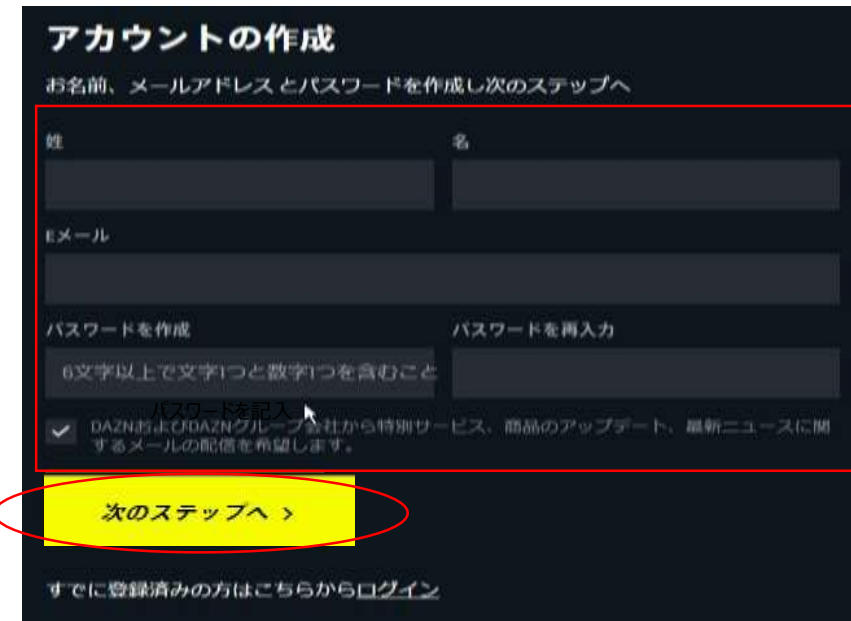 アカウントの作成
お名前、メールアドレスとパスワードを作成し次のステップへ
姓
名
Eメール
パスワードを作成
パスワードを再入力
6文字以上で文字1つと数字1つを含むこと
パスワードを記入
DAZNおよびDAZNグループ会社から特別サービス、商品のアップデート、最新ニュースに関
するメールの配信を希望します。
次のステップへ >
すでに登録済みの方はこちらからログイン